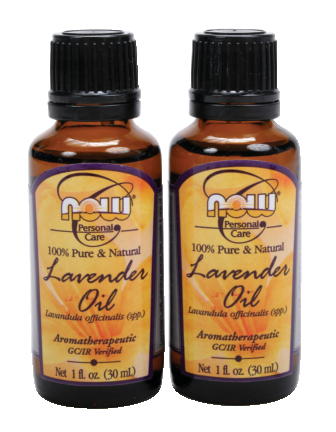 now
Personal
Care
100% Pure & Natural
Lavender
Oil
Lavandula officinalis (spp.)
Aromatherapeutic
GC/IR Verified
Net 1 fl. oz. (30 mL)
now
Personal
Care
100% Pure & Natural
Lavender
Oil
Lavandula officinalis (spp.)
Aromatherapeutic
GC/IR Verified
Net 1 fl. oz. (30 mL)